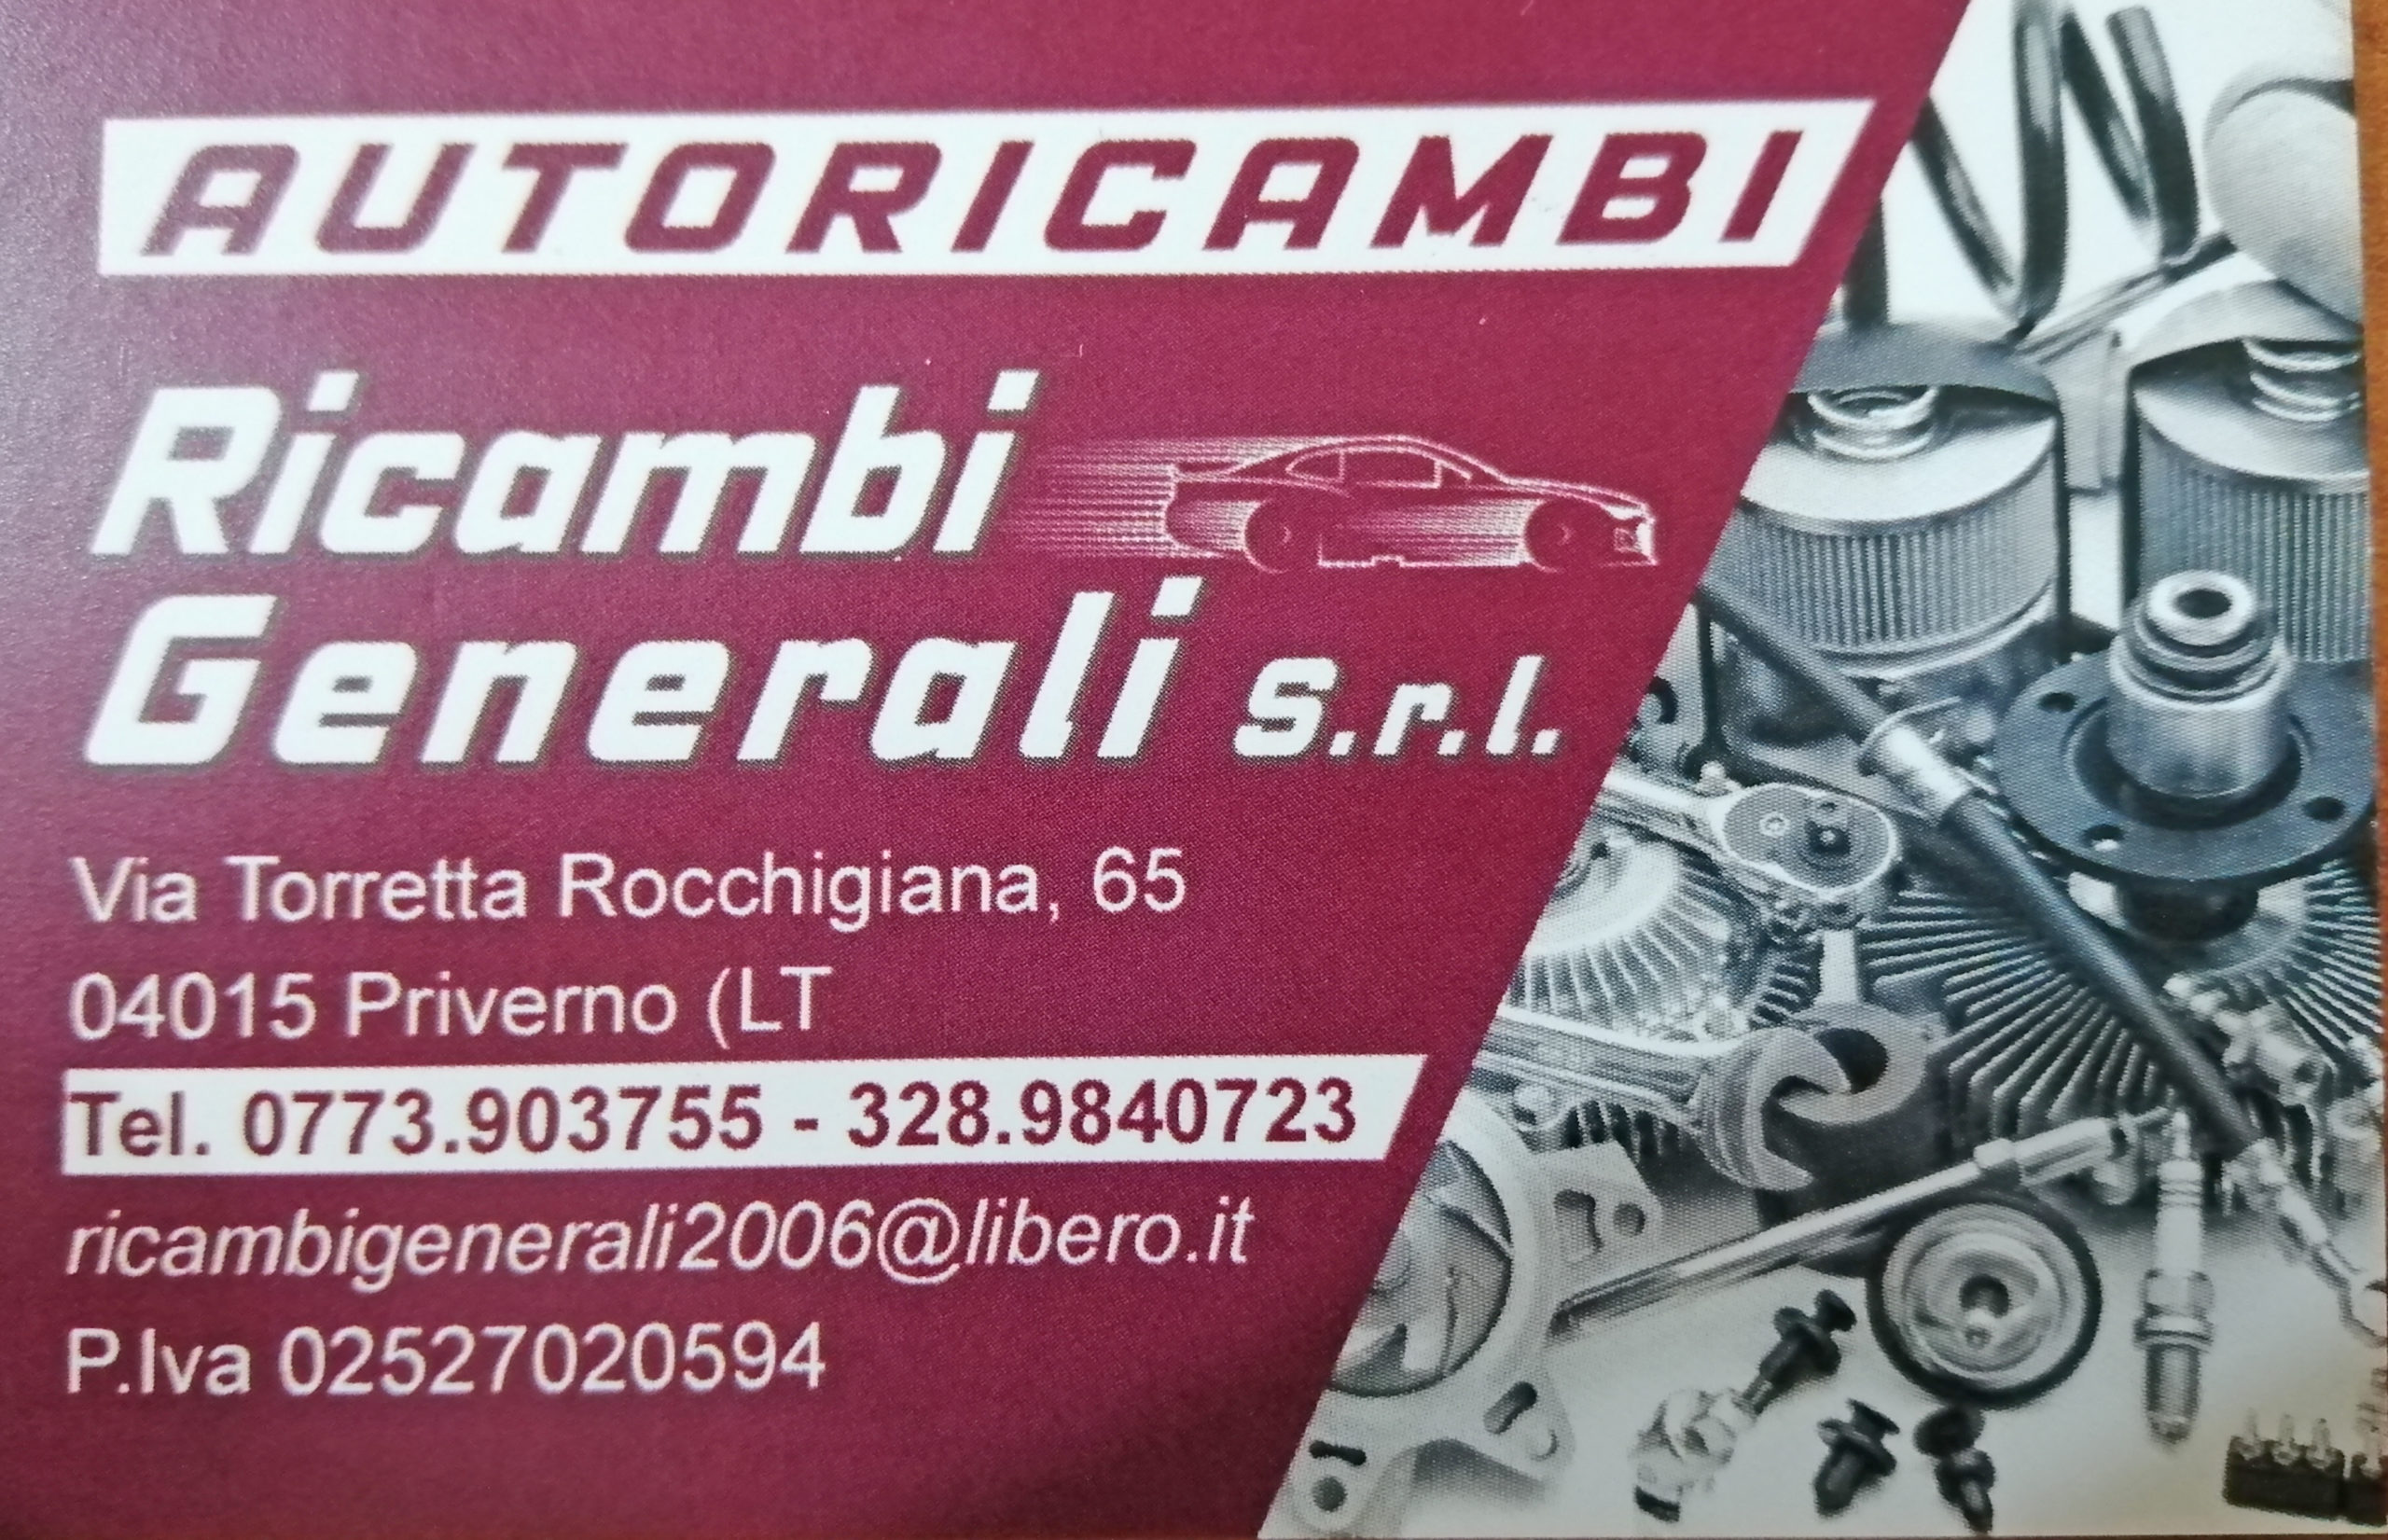 AUTORICAMBI
Ricambi
Generali S.r.l.
Via Torretta Rocchigiana, 65
04015 Priverno (LT
Tel. 0773.903755 - 328.9840723
ricambigenerali2006@libero.it
P.Iva 02527020594